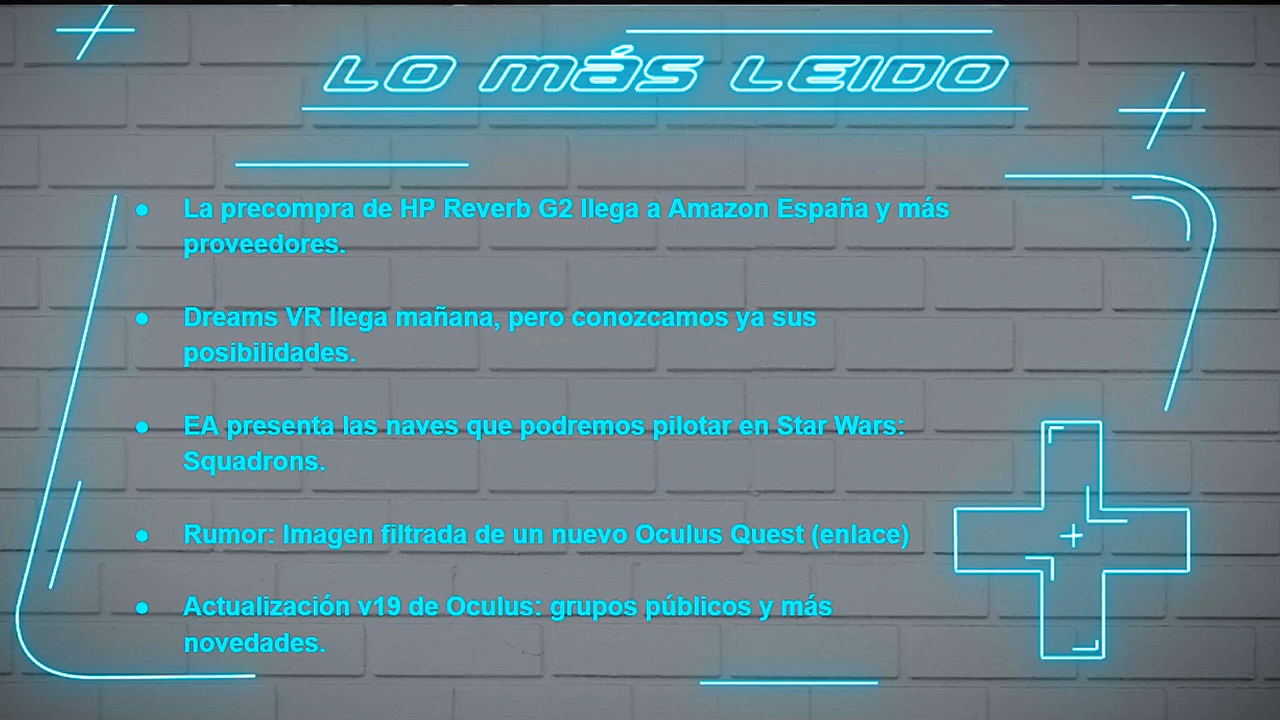 LO MÁS LEIDO
● La precompra de HP Reverb G2 llega a Amazon España y más
proveedores.
● Dreams VR llega mañana, pero conozcamos ya sus
posibilidades.
● EA presenta las naves que podremos pilotar en Star Wars:
Squadrons.
● Rumor: Imagen filtrada de un nuevo Oculus Quest (enlace)
● Actualización v19 de Oculus: grupos públicos y más
novedades.